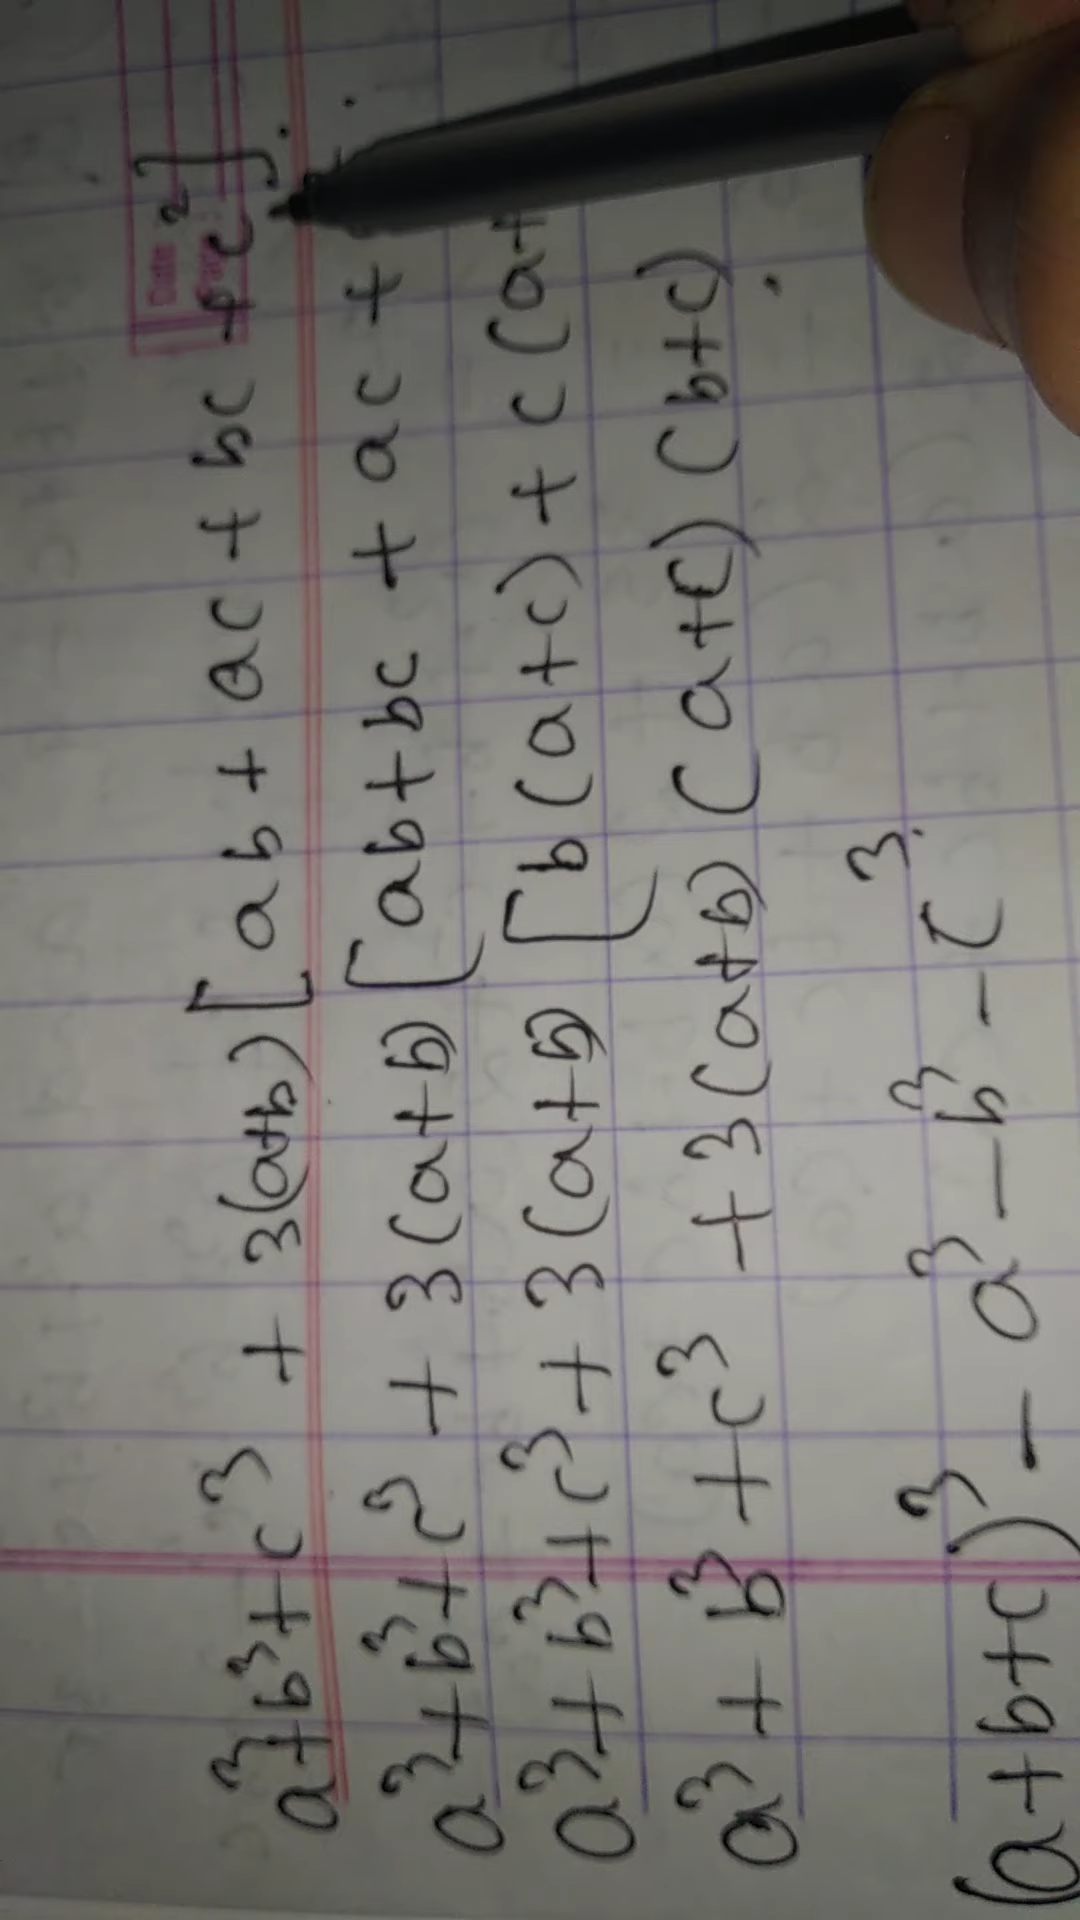 a³+b³+c³ + 3(a+b)[ab + ac + bc + c²].
a³+b³+c³ + 3(a+b)[ab+bc + ac +
a³+b³+c³ + 3(a+b)[b(a+c) + c(a+
a³ + b³ + c³ + 3(a+b)(a+c)(b+c).
(a+b+c)³ - a³ - b³ - c³.